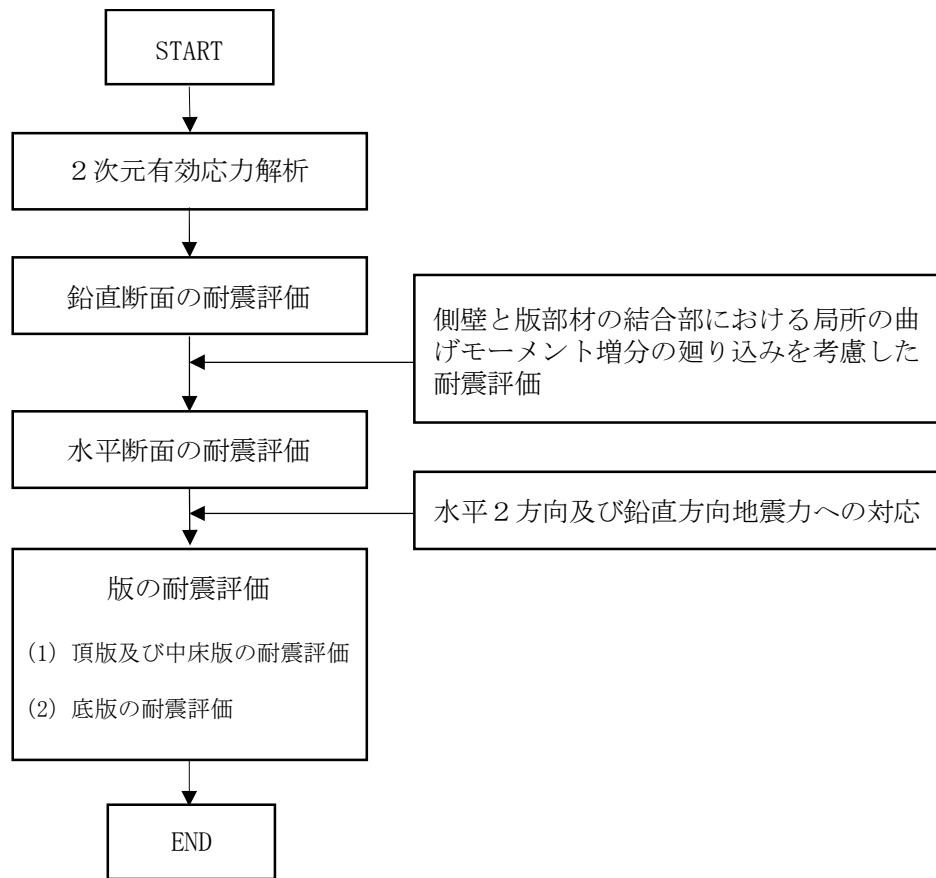 START
２次元有効応力解析
鉛直断面の耐震評価
側壁と版部材の結合部における局所の曲
げモーメント増分の廻り込みを考慮した
耐震評価
水平断面の耐震評価
水平２方向及び鉛直方向地震力への対応
版の耐震評価
(1) 頂版及び中床版の耐震評価
(2) 底版の耐震評価
END